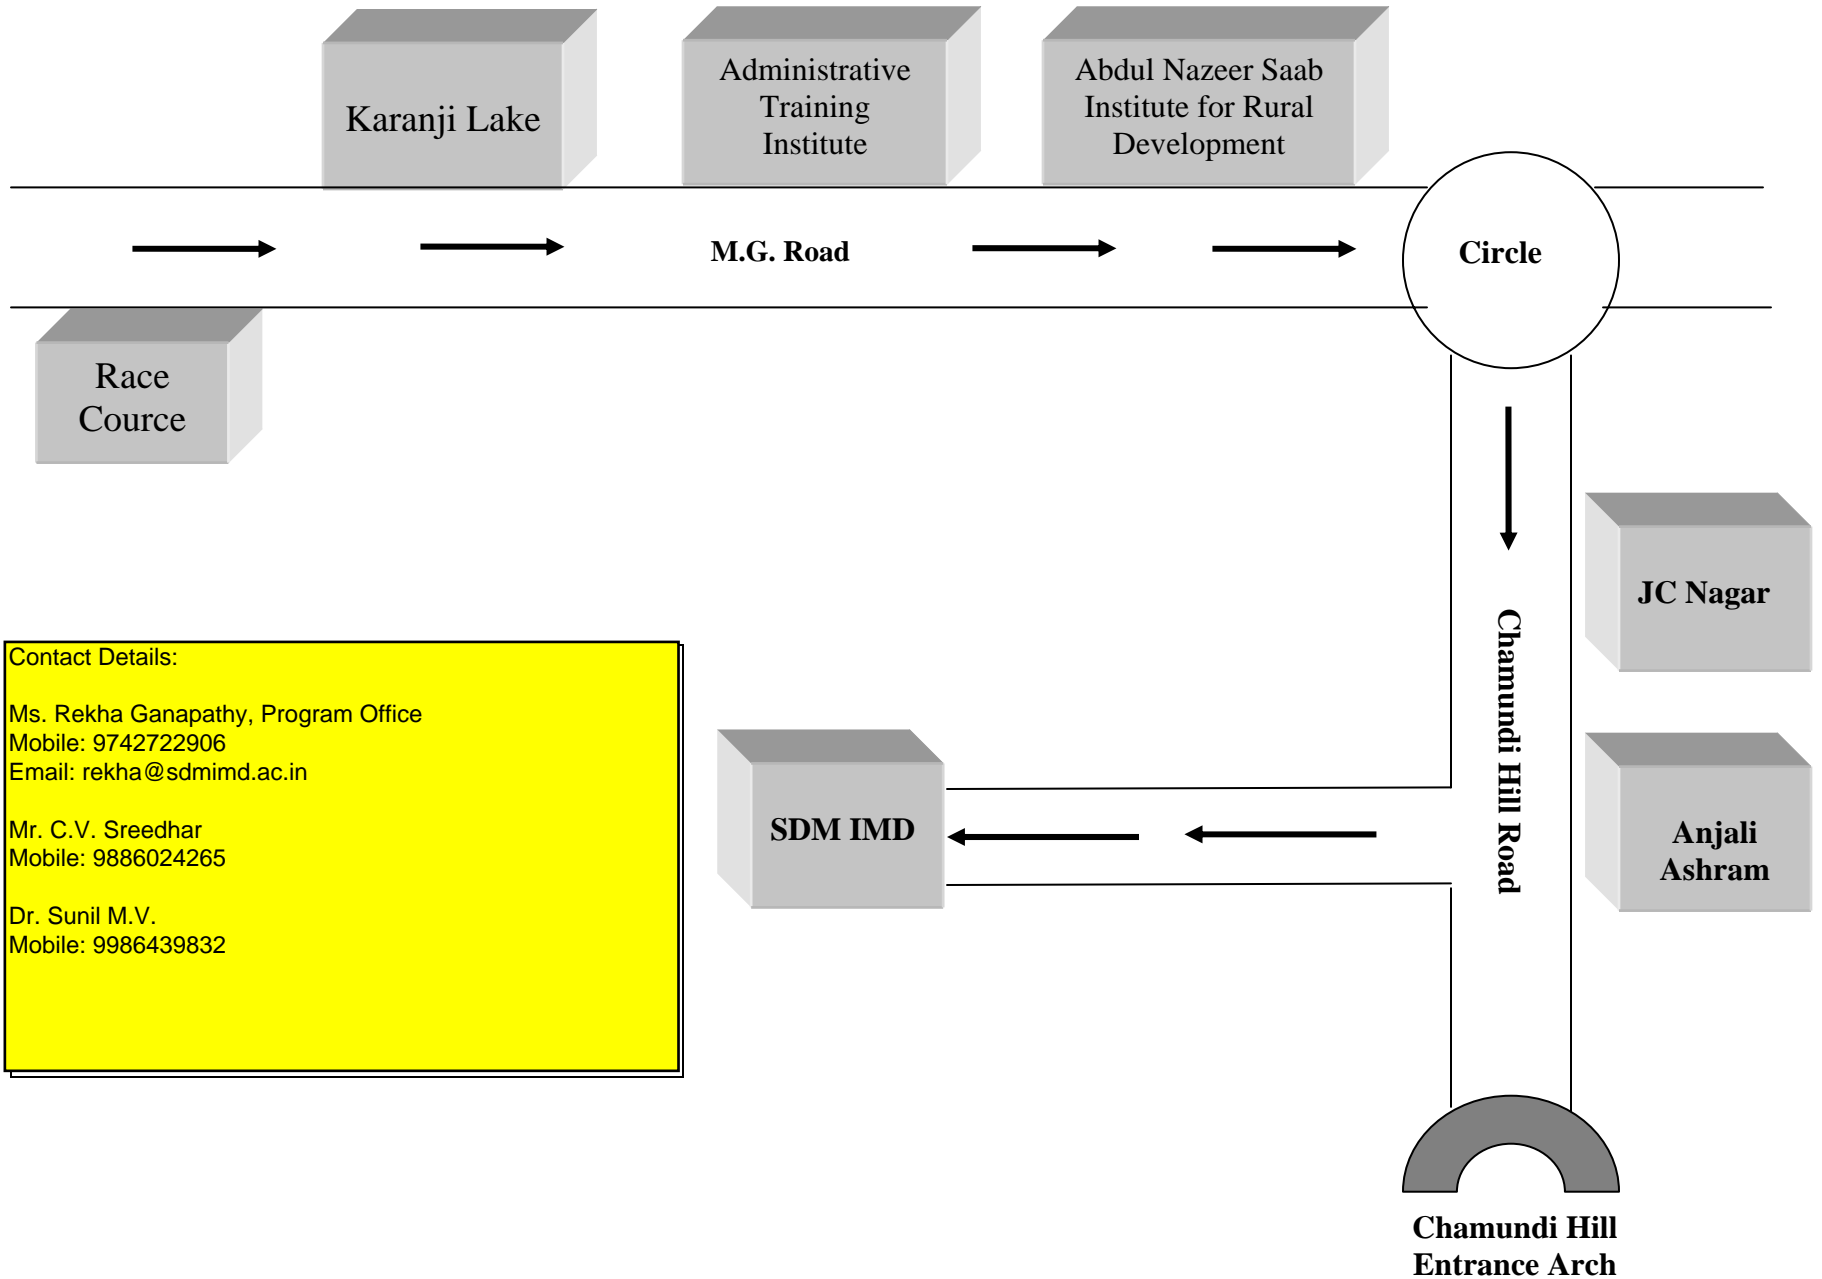 Karanji Lake
Administrative
Training
Institute
Abdul Nazeer Saab
Institute for Rural
Development
M.G. Road
Circle
Race
Cource
JC Nagar
Chamundi Hill Road
Contact Details:
Ms. Rekha Ganapathy, Program Office
Mobile: 9742722906
Email: rekha@sdmimd.ac.in
Mr. C.V. Sreedhar
Mobile: 9886024265
Dr. Sunil M.V.
Mobile: 9986439832
SDM IMD
Anjali
Ashram
Chamundi Hill
Entrance Arch